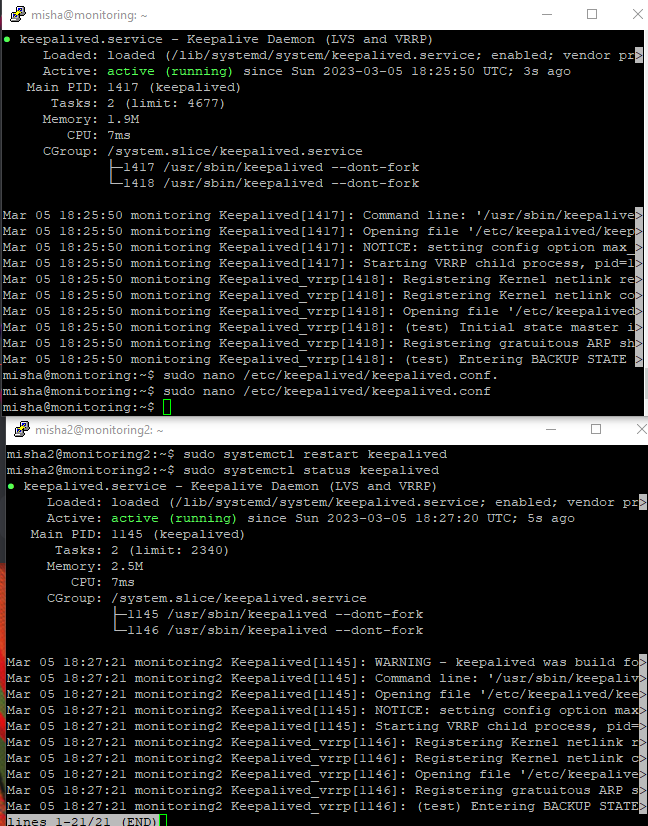 misha@monitoring: ~
● keepalived.service - Keepalive Daemon (LVS and VRRP)
Loaded: loaded (/lib/systemd/system/keepalived.service; enabled; vendor pr>
Active: active (running) since Sun 2023-03-05 18:25:50 UTC; 3s ago
Main PID: 1417 (keepalived)
Tasks: 2 (limit: 4677)
Memory: 1.9M
CPU: 7ms
CGroup: /system.slice/keepalived.service
├─1417 /usr/sbin/keepalived --dont-fork
└─1418 /usr/sbin/keepalived --dont-fork
Mar 05 18:25:50 monitoring Keepalived[1417]: Command line: '/usr/sbin/keepalive>
Mar 05 18:25:50 monitoring Keepalived[1417]: Opening file '/etc/keepalived/keep>
Mar 05 18:25:50 monitoring Keepalived[1417]: NOTICE: setting config option max_>
Mar 05 18:25:50 monitoring Keepalived[1417]: Starting VRRP child process, pid=1>
Mar 05 18:25:50 monitoring Keepalived_vrrp[1418]: Registering Kernel netlink re>
Mar 05 18:25:50 monitoring Keepalived_vrrp[1418]: Registering Kernel netlink co>
Mar 05 18:25:50 monitoring Keepalived_vrrp[1418]: Opening file '/etc/keepalived>
Mar 05 18:25:50 monitoring Keepalived_vrrp[1418]: (test) Initial state master i>
Mar 05 18:25:50 monitoring Keepalived_vrrp[1418]: Registering gratuitous ARP sh>
Mar 05 18:25:50 monitoring Keepalived_vrrp[1418]: (test) Entering BACKUP STATE >
misha@monitoring:~$ sudo nano /etc/keepalived/keepalived.conf.
misha@monitoring:~$ sudo nano /etc/keepalived/keepalived.conf
misha@monitoring:~$
misha2@monitoring2: ~
misha2@monitoring2:~$ sudo systemctl restart keepalived
misha2@monitoring2:~$ sudo systemctl status keepalived
● keepalived.service - Keepalive Daemon (LVS and VRRP)
Loaded: loaded (/lib/systemd/system/keepalived.service; enabled; vendor pr>
Active: active (running) since Sun 2023-03-05 18:27:20 UTC; 5s ago
Main PID: 1145 (keepalived)
Tasks: 2 (limit: 2340)
Memory: 2.5M
CPU: 7ms
CGroup: /system.slice/keepalived.service
├─1145 /usr/sbin/keepalived --dont-fork
└─1146 /usr/sbin/keepalived --dont-fork
Mar 05 18:27:21 monitoring2 Keepalived[1145]: WARNING - keepalived was build fo>
Mar 05 18:27:21 monitoring2 Keepalived[1145]: Command line: '/usr/sbin/keepaliv>
Mar 05 18:27:21 monitoring2 Keepalived[1145]: Opening file '/etc/keepalived/kee>
Mar 05 18:27:21 monitoring2 Keepalived[1145]: NOTICE: setting config option max>
Mar 05 18:27:21 monitoring2 Keepalived[1145]: Starting VRRP child process, pid=>
Mar 05 18:27:21 monitoring2 Keepalived_vrrp[1146]: Registering Kernel netlink r>
Mar 05 18:27:21 monitoring2 Keepalived_vrrp[1146]: Registering Kernel netlink c>
Mar 05 18:27:21 monitoring2 Keepalived_vrrp[1146]: Opening file '/etc/keepalive>
Mar 05 18:27:21 monitoring2 Keepalived_vrrp[1146]: Registering gratuitous ARP s>
Mar 05 18:27:21 monitoring2 Keepalived_vrrp[1146]: (test) Entering BACKUP STATE>
lines 1-21/21 (END)